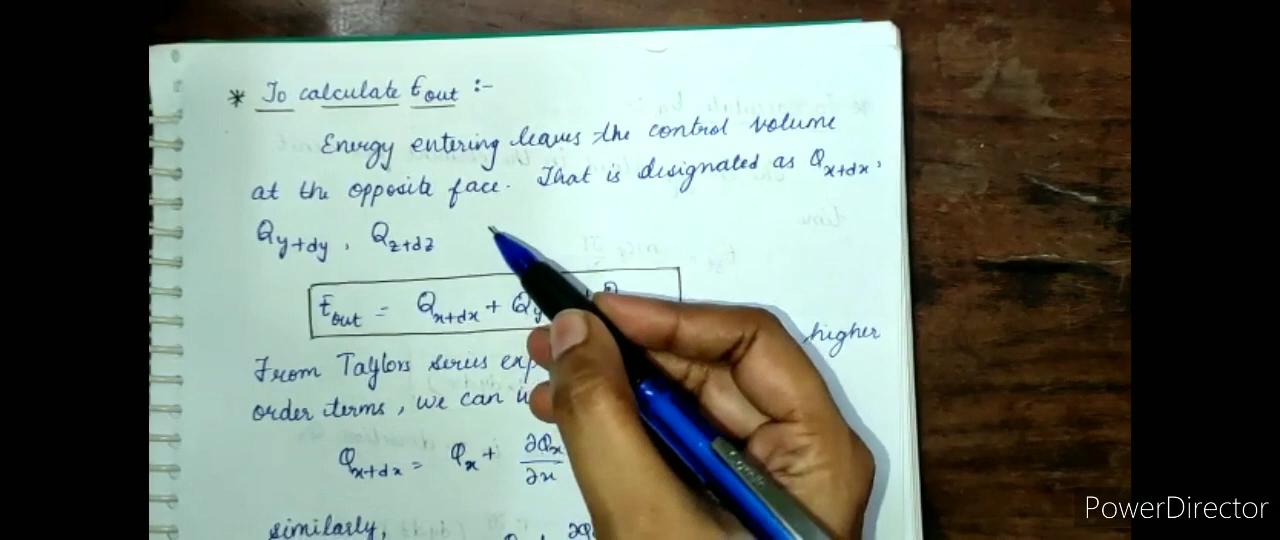 * To calculate Eout :-
Energy entering leaves the control volume
at the opposite face. That is designated as Qx+dx,
Qy+dy, Qz+dz
Eout = Qx+dx + Qy
From Taylors series exp higher
order terms, we can
Qx+dx = Qx + ∂Qx/∂x
similarly,
PowerDirector